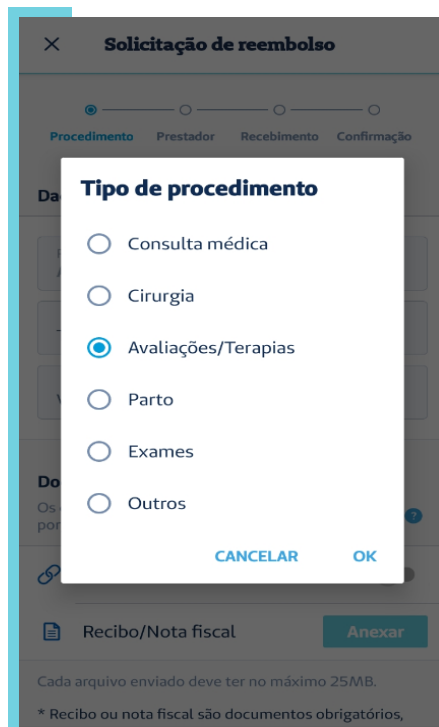 Solicitação de reembolso
Procedimento Prestador Recebimento Confirmação
Tipo de procedimento
Consulta médica
Cirurgia
Avaliações/Terapias
Parto
Exames
Outros
CANCELAR OK
Recibo/Nota fiscal Anexar
Cada arquivo enviado deve ter no máximo 25MB.
* Recibo ou nota fiscal são documentos obrigatórios,